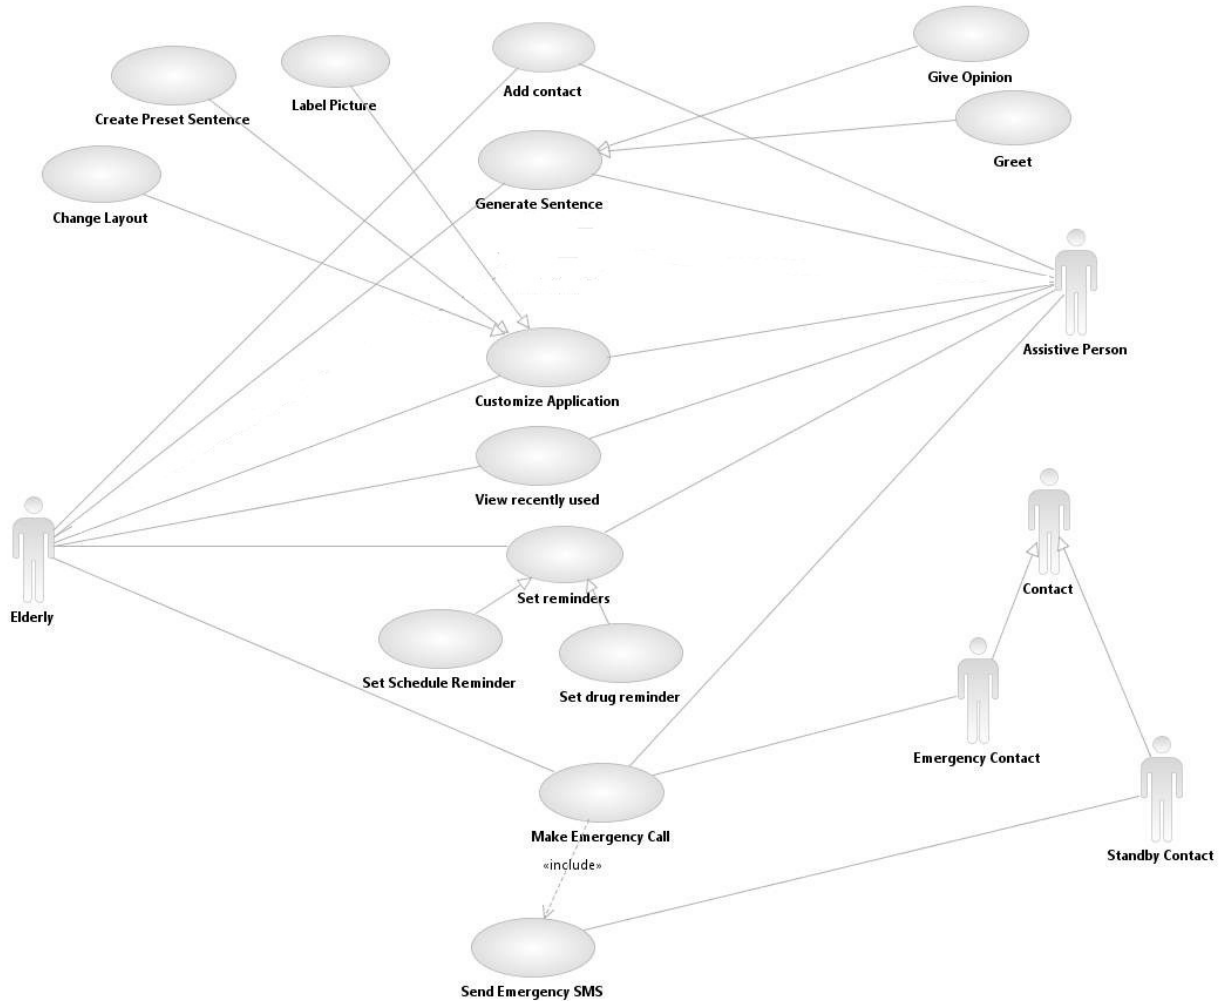 Add contact
Give Opinion
Label Picture
Create Preset Sentence
Greet
Generate Sentence
Change Layout
Assistive Person
Customize Application
View recently used
Contact
Set reminders
Elderly
Set Schedule Reminder
Set drug reminder
Emergency Contact
Make Emergency Call
Standby Contact
«include»
Send Emergency SMS